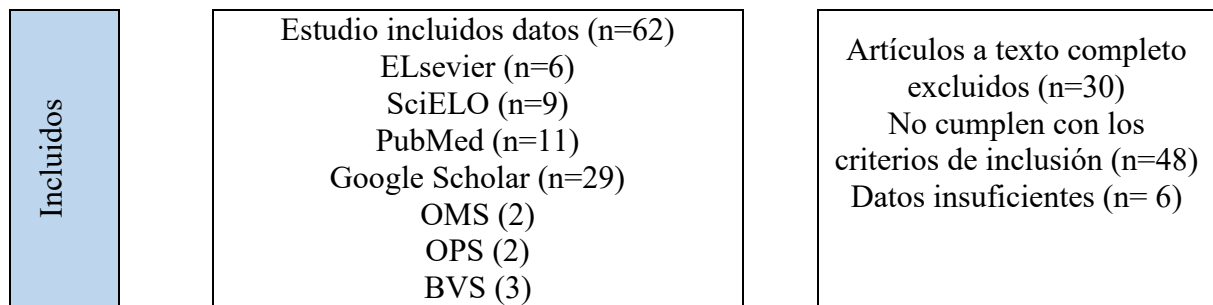 Incluidos
Estudio incluidos datos (n=62)
ELsevier (n=6)
SciELO (n=9)
PubMed (n=11)
Google Scholar (n=29)
OMS (2)
OPS (2)
BVS (3)
Artículos a texto completo
excluidos (n=30)
No cumplen con los
criterios de inclusión (n=48)
Datos insuficientes (n= 6)